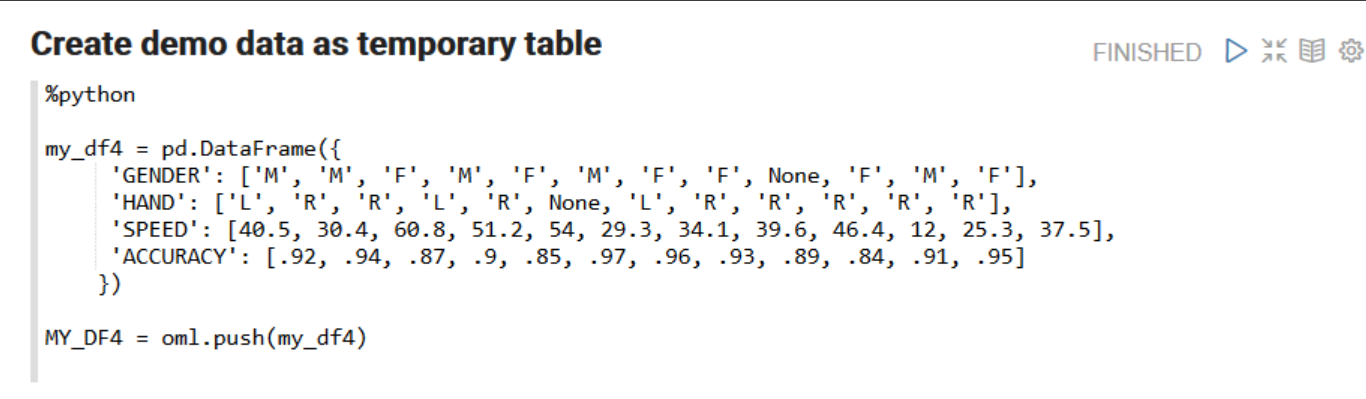 Create demo data as temporary table
FINISHED
%python
my_df4 = pd.DataFrame({
'GENDER': ['M', 'M', 'F', 'M', 'F', 'M', 'F', 'F', None, 'F', 'M', 'F'],
'HAND': ['L', 'R', 'R', 'L', 'R', None, 'L', 'R', 'R', 'R', 'R', 'R'],
'SPEED': [40.5, 30.4, 60.8, 51.2, 54, 29.3, 34.1, 39.6, 46.4, 12, 25.3, 37.5],
'ACCURACY': [.92, .94, .87, .9, .85, .97, .96, .93, .89, .84, .91, .95]
})
MY_DF4 = oml.push(my_df4)